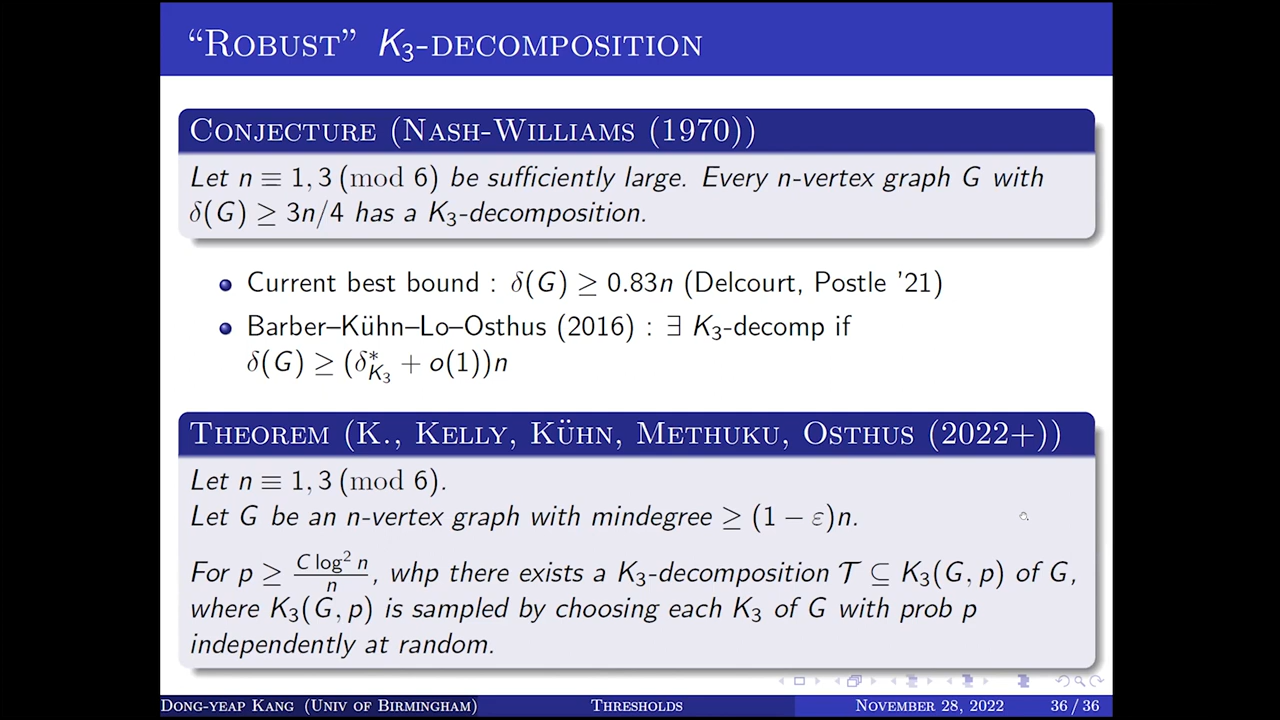 “Robust” K₃-decomposition
Conjecture (Nash-Williams (1970))
Let n ≡ 1, 3 (mod 6) be sufficiently large. Every n-vertex graph G with
δ(G) ≥ 3n/4 has a K₃-decomposition.
Current best bound : δ(G) ≥ 0.83n (Delcourt, Postle ’21)
Barber–Kühn–Lo–Osthus (2016) : ∃ K₃-decomp if
δ(G) ≥ (δ*_{K₃} + o(1))n
Theorem (K., Kelly, Kühn, Methuku, Osthus (2022+))
Let n ≡ 1, 3 (mod 6).
Let G be an n-vertex graph with mindegree ≥ (1 − ε)n.
For p ≥ \frac{C log² n}{n}, whp there exists a K₃-decomposition 𝒯 ⊆ K₃(G, p) of G,
where K₃(G, p) is sampled by choosing each K₃ of G with prob p
independently at random.
Dong-yeap Kang (Univ of Birmingham) Thresholds November 28, 2022 36 / 36